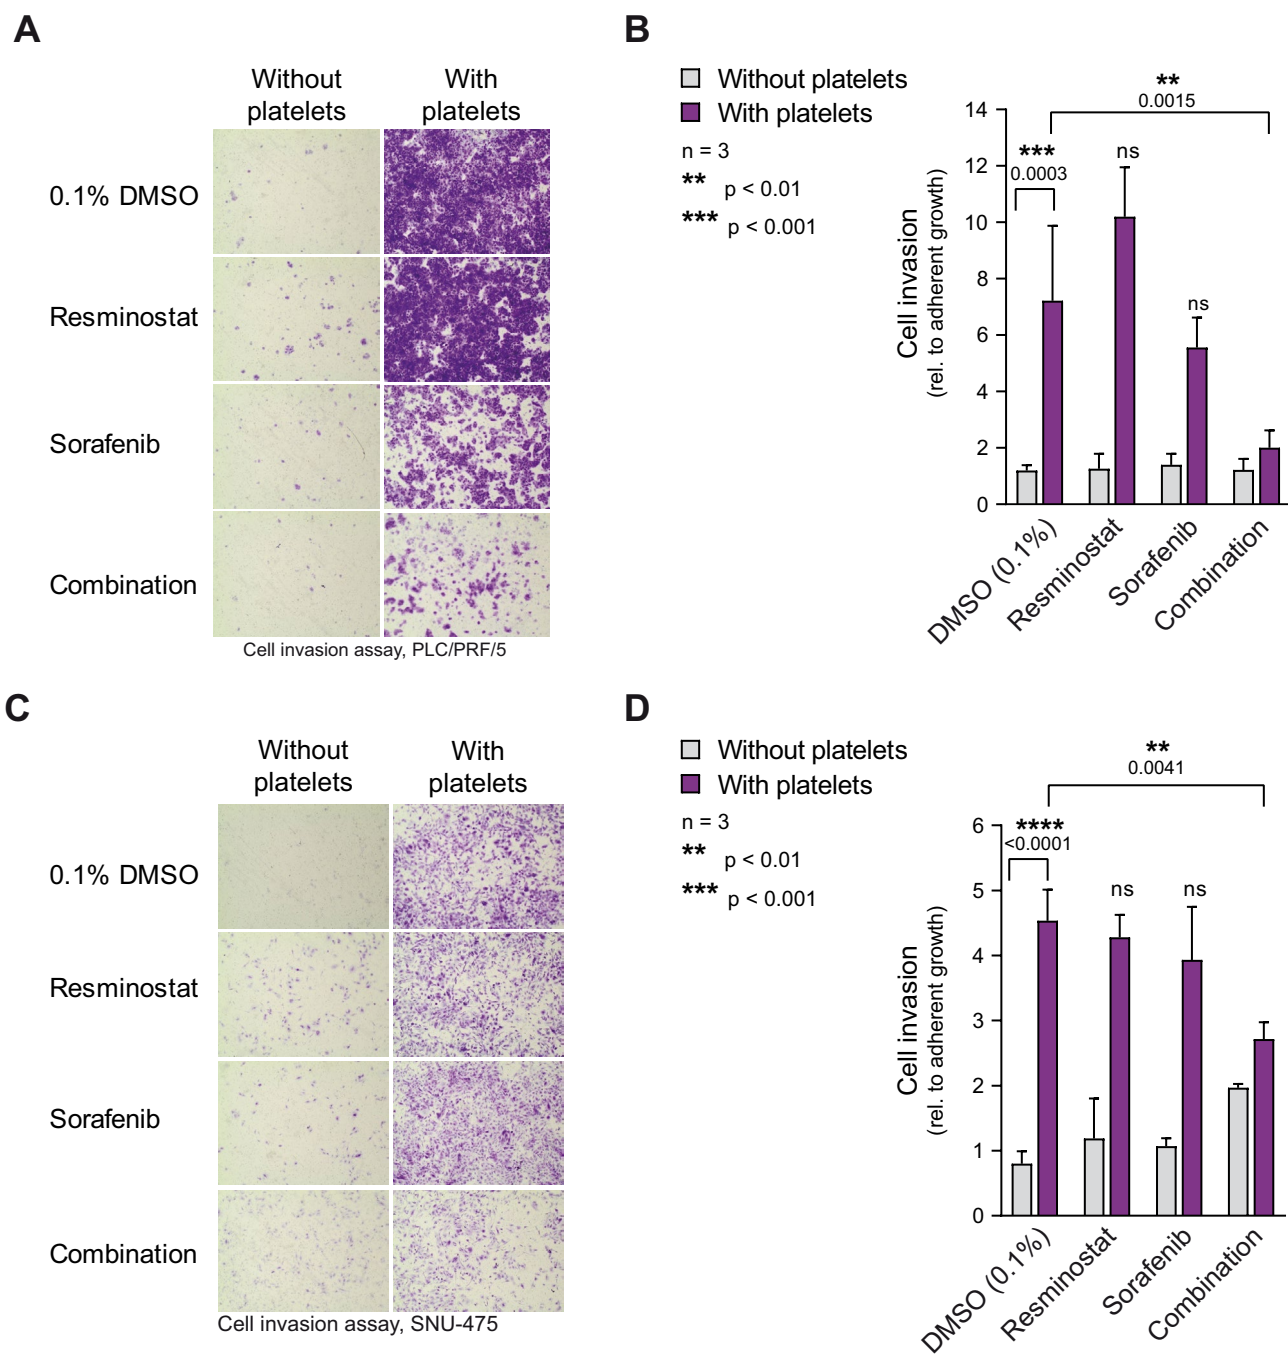 A
Without
platelets
With
platelets
0.1% DMSO
Resminostat
Sorafenib
Combination
Cell invasion assay, PLC/PRF/5
B
Without platelets
With platelets
n = 3
** p < 0.01
*** p < 0.001
Cell invasion
(rel. to adherent growth)
14
12
10
8
6
4
2
0
***
0.0003
ns
ns
**
0.0015
DMSO (0.1%)
Resminostat
Sorafenib
Combination
C
Without
platelets
With
platelets
0.1% DMSO
Resminostat
Sorafenib
Combination
Cell invasion assay, SNU-475
D
Without platelets
With platelets
n = 3
** p < 0.01
*** p < 0.001
Cell invasion
(rel. to adherent growth)
6
5
4
3
2
1
0
****
<0.0001
ns
ns
**
0.0041
DMSO (0.1%)
Resminostat
Sorafenib
Combination